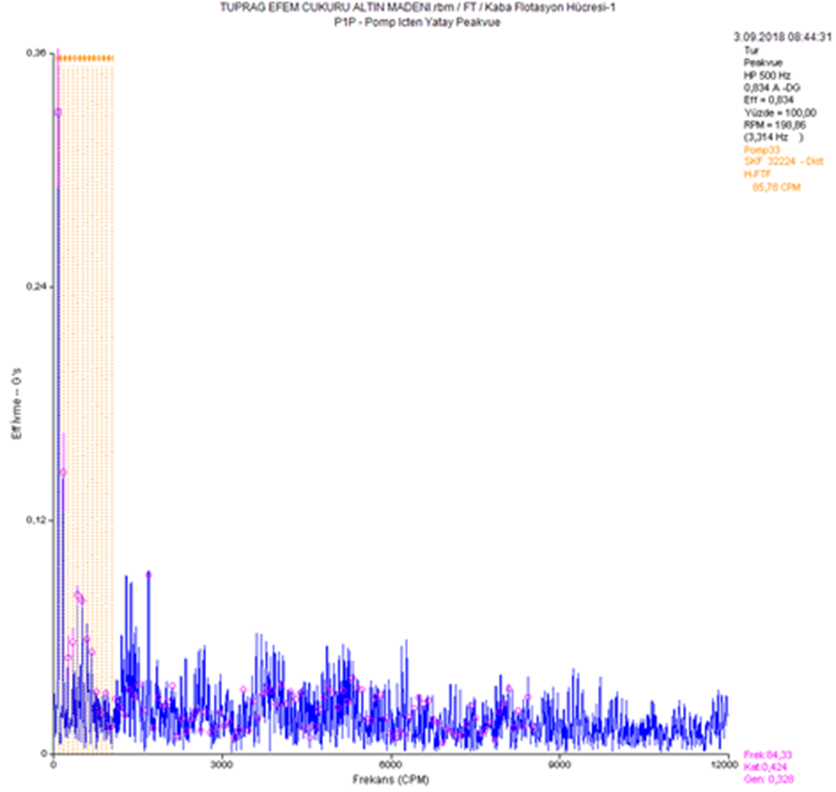 TUPRAG EFEM CUKURU ALTIN MADENI.rbm / FT / Kaba Flotasyon Hücresi-1
P1P - Pomp Icten Yatay Peakvue
3.09.2018 08:44:31
Tur
Peakvue
HP 500 Hz
0,834 A -DG
Eff = 0,834
Yüzde = 100,00
RPM = 198,86
(3,314 Hz )
Pomp33
SKF 32224 - Dist
H-FTF
85,78 CPM
0,36
0,24
0,12
0
Eff İvme -- G's
0
3000
6000
9000
12000
Frekans (CPM)
Frek:84,33
Kat:0,424
Gen: 0,328